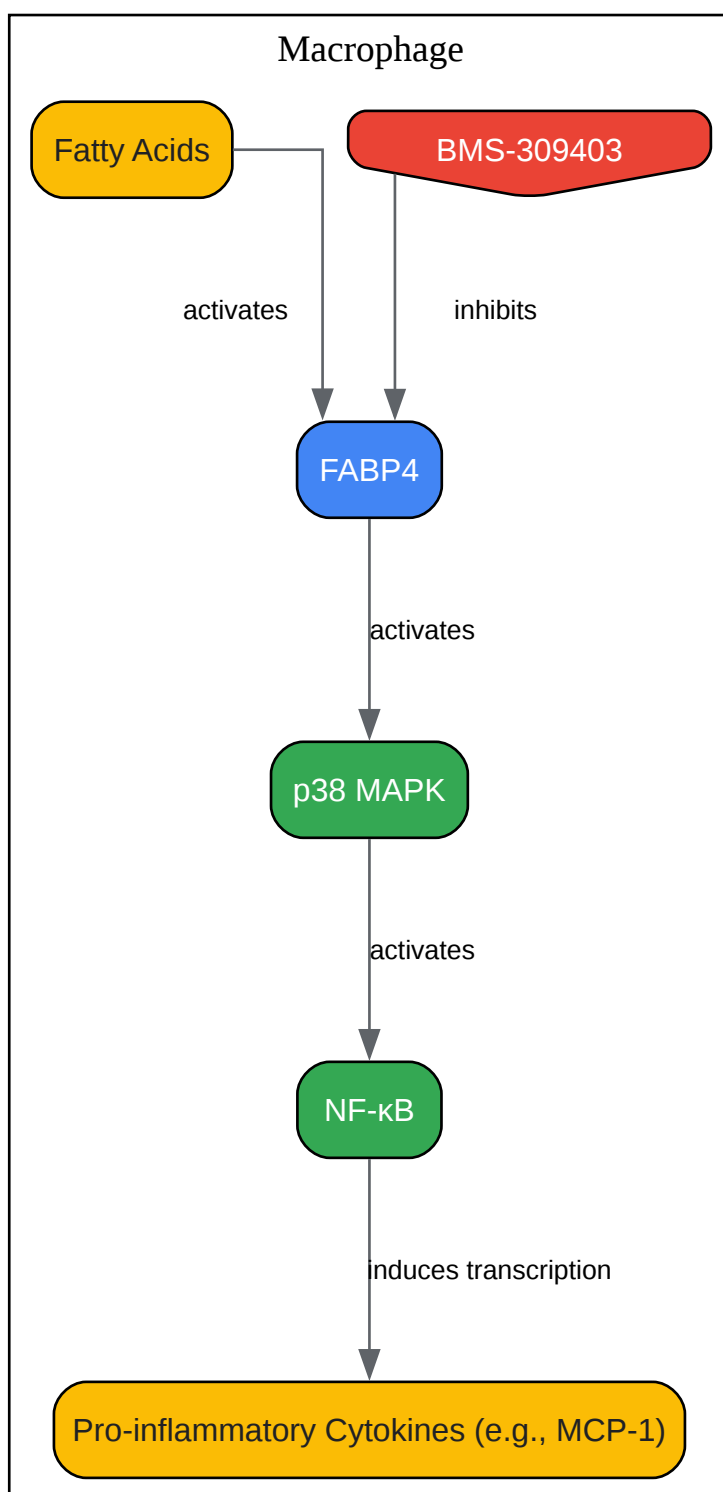 Macrophage
Fatty Acids
BMS-309403
activates
inhibits
FABP4
activates
p38 MAPK
activates
NF-κB
induces transcription
Pro-inflammatory Cytokines (e.g., MCP-1)